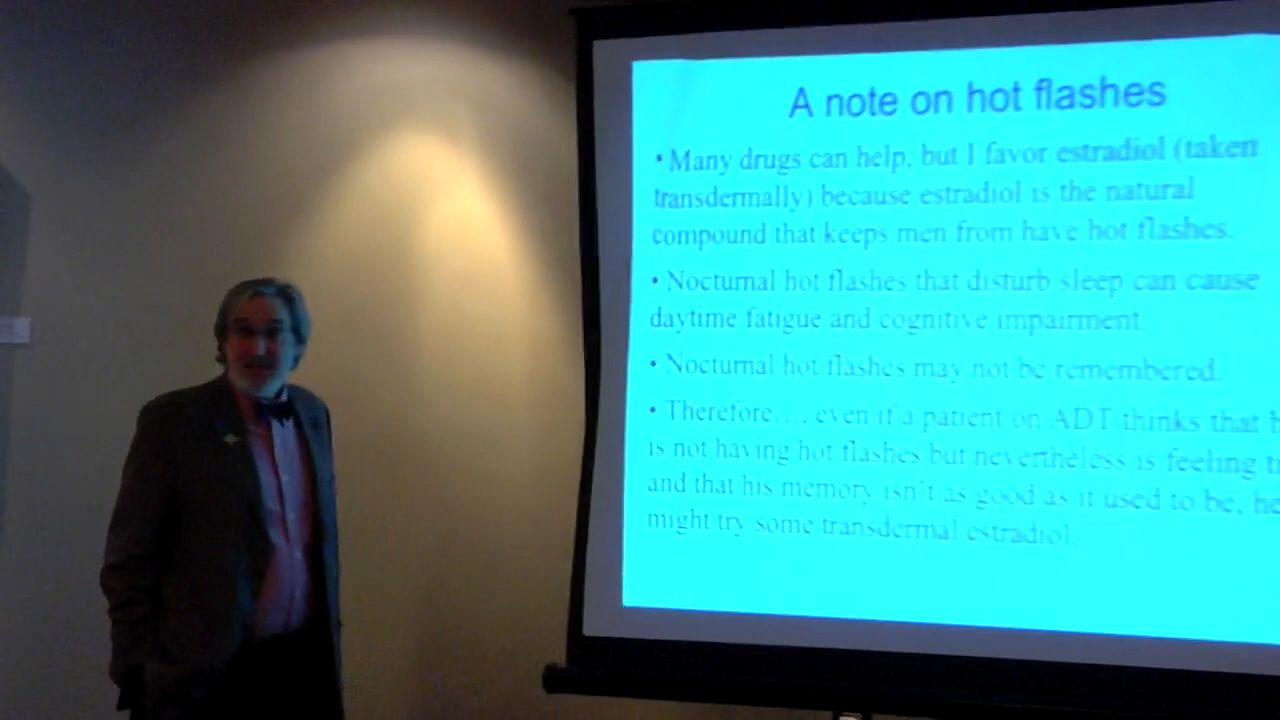 A note on hot flashes
• Many drugs can help, but I favor estradiol (taken
transdermally) because estradiol is the natural
compound that keeps men from have hot flashes.
• Nocturnal hot flashes that disturb sleep can cause
daytime fatigue and cognitive impairment.
• Nocturnal hot flashes may not be remembered.
• Therefore.... even if a patient on ADT thinks that
is not having hot flashes but nevertheless is feeling
and that his memory isn't as good as it used to be, he
might try some transdermal estradiol